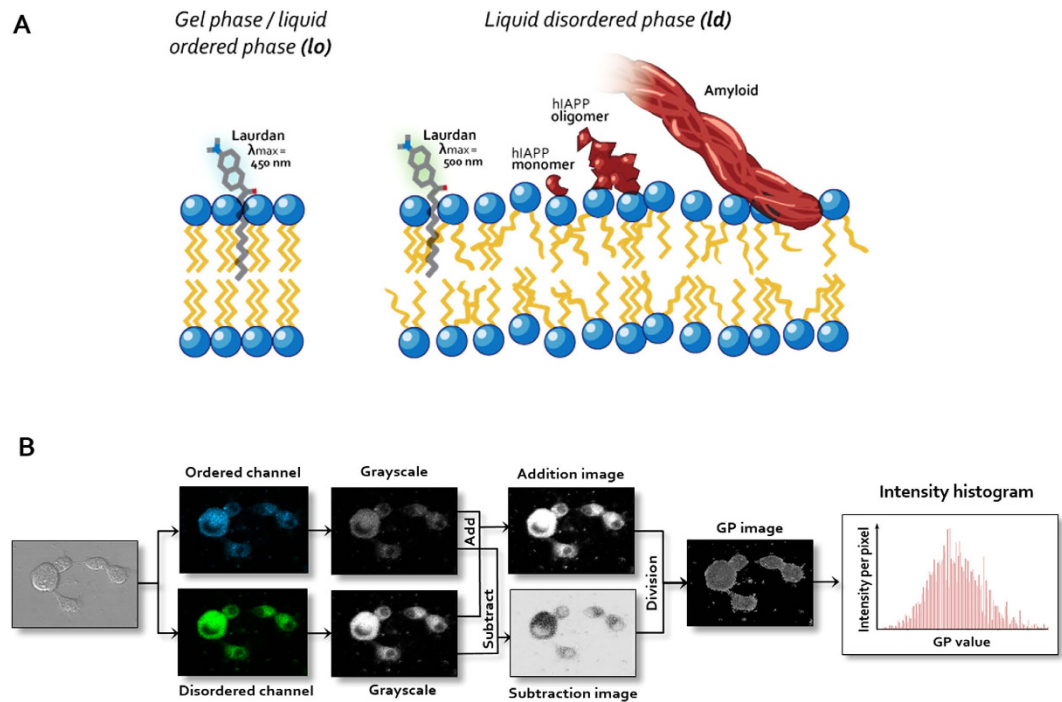 A
Gel phase / liquid
ordered phase (lo)
Liquid disordered phase (ld)
Laurdan
λmax =
450 nm
Laurdan
λmax =
500 nm
hIAPP
monomer
hIAPP
oligomer
Amyloid
B
Ordered channel
Grayscale
Addition image
Intensity histogram
Add
Subtract
Division
GP image
Intensity per pixel
GP value
Disordered channel
Grayscale
Subtraction image